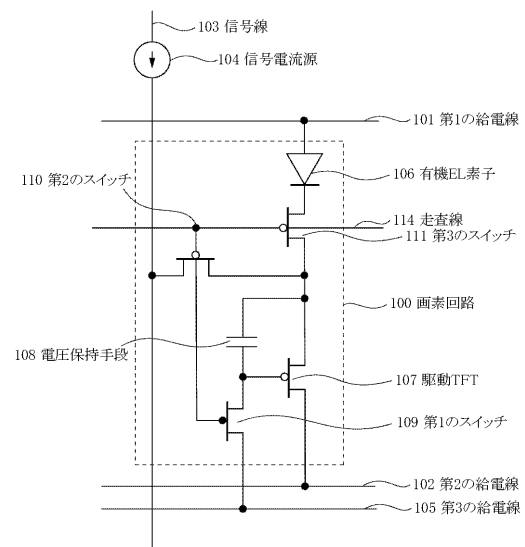 103 信号線
104 信号電流源
101 第1の給電線
106 有機EL素子
110 第2のスイッチ
114 走査線
111 第3のスイッチ
100 画素回路
108 電圧保持手段
107 駆動TFT
109 第1のスイッチ
102 第2の給電線
105 第3の給電線